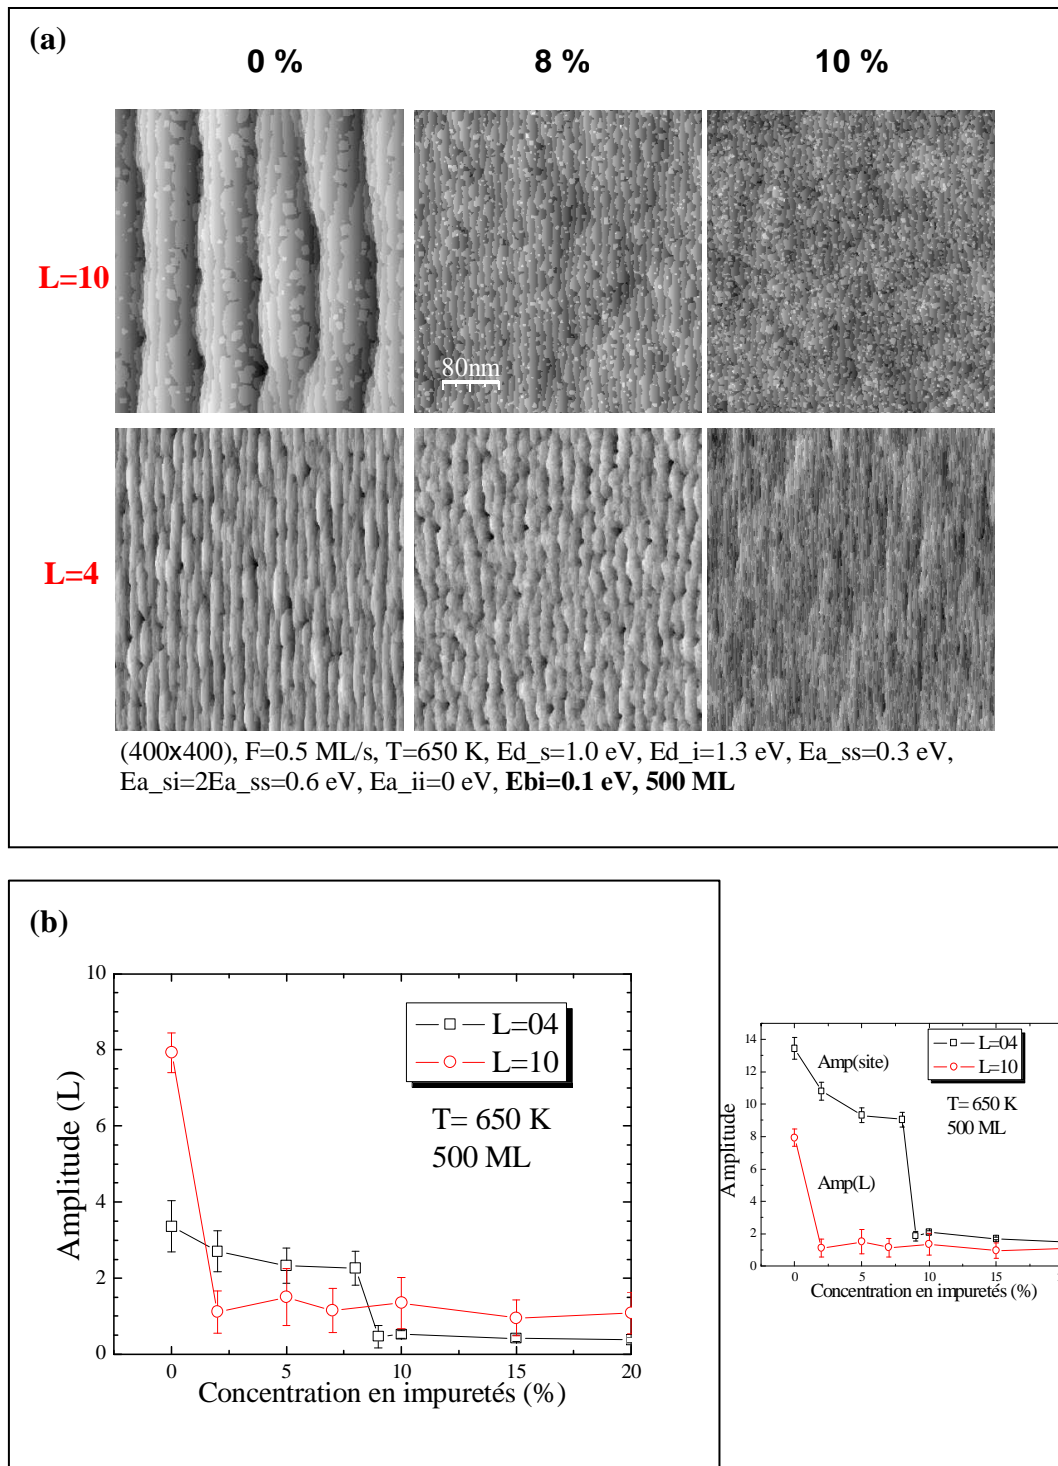 (a)
0 % 8 % 10 %
L=10
80nm
L=4
(400x400), F=0.5 ML/s, T=650 K, Ed_s=1.0 eV, Ed_i=1.3 eV, Ea_ss=0.3 eV,
Ea_si=2Ea_ss=0.6 eV, Ea_ii=0 eV, Ebi=0.1 eV, 500 ML
(b)
Amplitude (L)
10
8
6
4
2
0
L=04
L=10
T= 650 K
500 ML
0 5 10 15 20
Concentration en impuretés (%)
Amplitude
14
12
10
8
6
4
2
0
L=04
L=10
Amp(site)
T= 650 K
500 ML
Amp(L)
0 5 10 15
Concentration en impuretés (%)